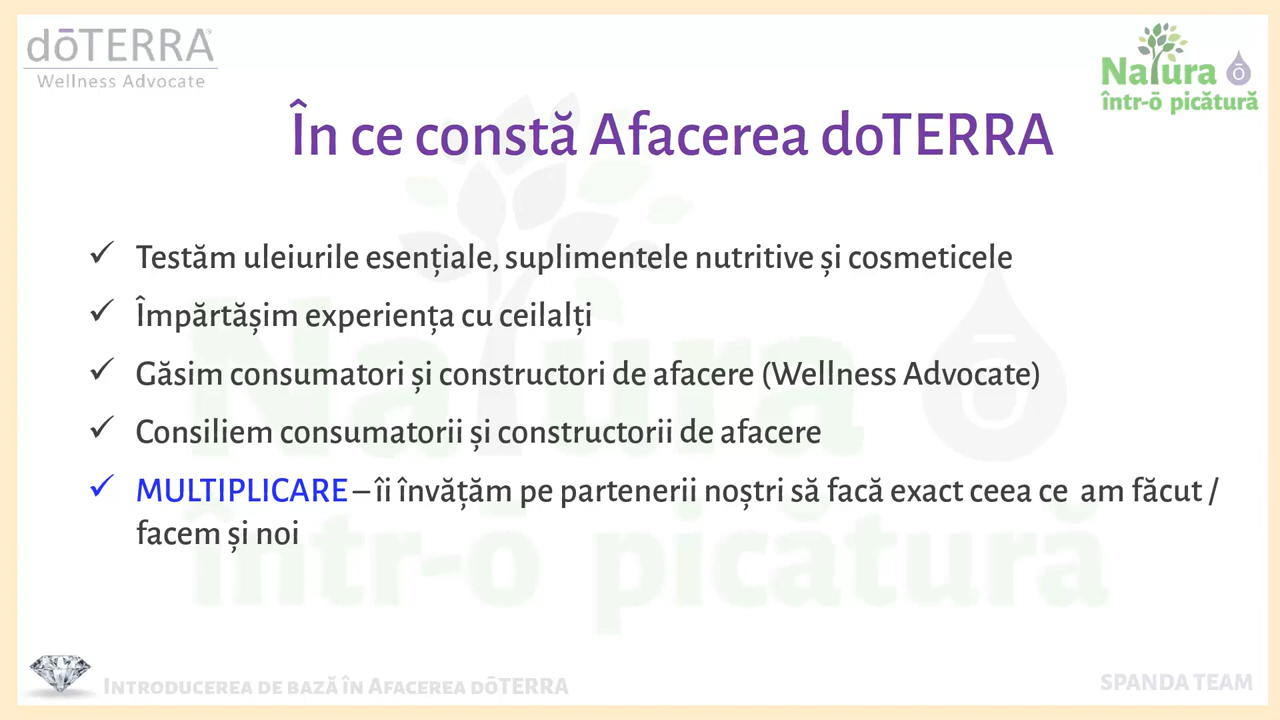 dōTERRA
Wellness Advocate
Natura
într-ō picătură
În ce constă Afacerea doTERRA
✓ Testăm uleiurile esențiale, suplimentele nutritive și cosmeticele
✓ Împărtășim experiența cu ceilalți
✓ Găsim consumatori și constructori de afacere (Wellness Advocate)
✓ Consiliem consumatorii și constructorii de afacere
✓ MULTIPLICARE – îi învățăm pe partenerii noștri să facă exact ceea ce am făcut /
facem și noi
Natura ō
într-ō picătură
Introducerea de bază în Afacerea dōTERRA
SPANDA TEAM